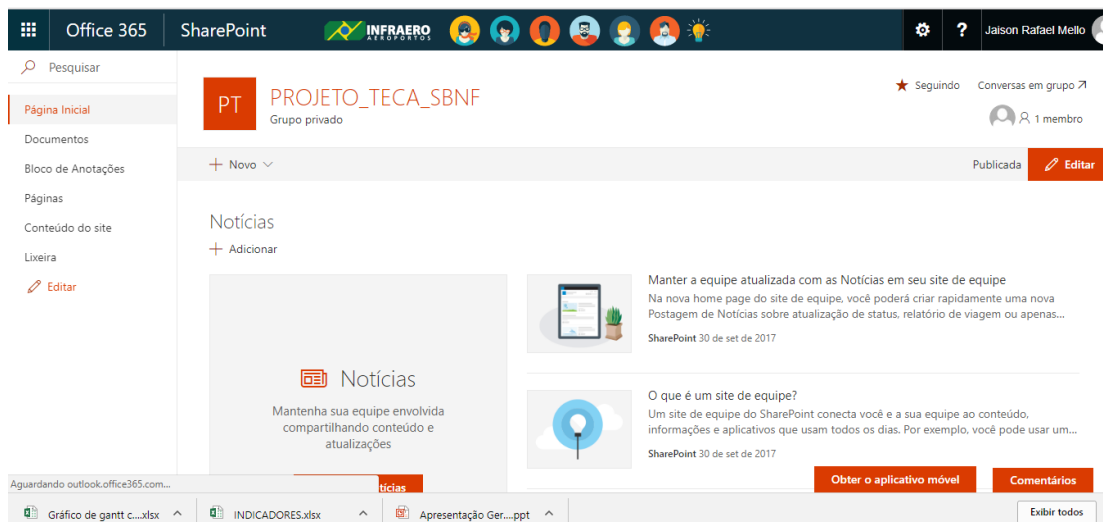 Office 365
SharePoint
INFRAERO
AEROPORTOS
?
Jaison Rafael Mello
Pesquisar
Página Inicial
Documentos
Bloco de Anotações
Páginas
Conteúdo do site
Lixeira
Editar
PT
PROJETO_TECA_SBNF
Grupo privado
Seguindo
Conversas em grupo
1 membro
Novo
Publicada
Editar
Notícias
Adicionar
Notícias
Mantenha sua equipe envolvida
compartilhando conteúdo e
atualizações
tícias
Manter a equipe atualizada com as Notícias em seu site de equipe
Na nova home page do site de equipe, você poderá criar rapidamente uma nova
Postagem de Notícias sobre atualização de status, relatório de viagem ou apenas...
SharePoint 30 de set de 2017
O que é um site de equipe?
Um site de equipe do SharePoint conecta você e a sua equipe ao conteúdo,
informações e aplicativos que usam todos os dias. Por exemplo, você pode usar um...
SharePoint 30 de set de 2017
Obter o aplicativo móvel
Comentários
Aguardando outlook.office365.com...
Gráfico de gantt c....xlsx
INDICADORES.xlsx
Apresentação Ger....ppt
Exibir todos